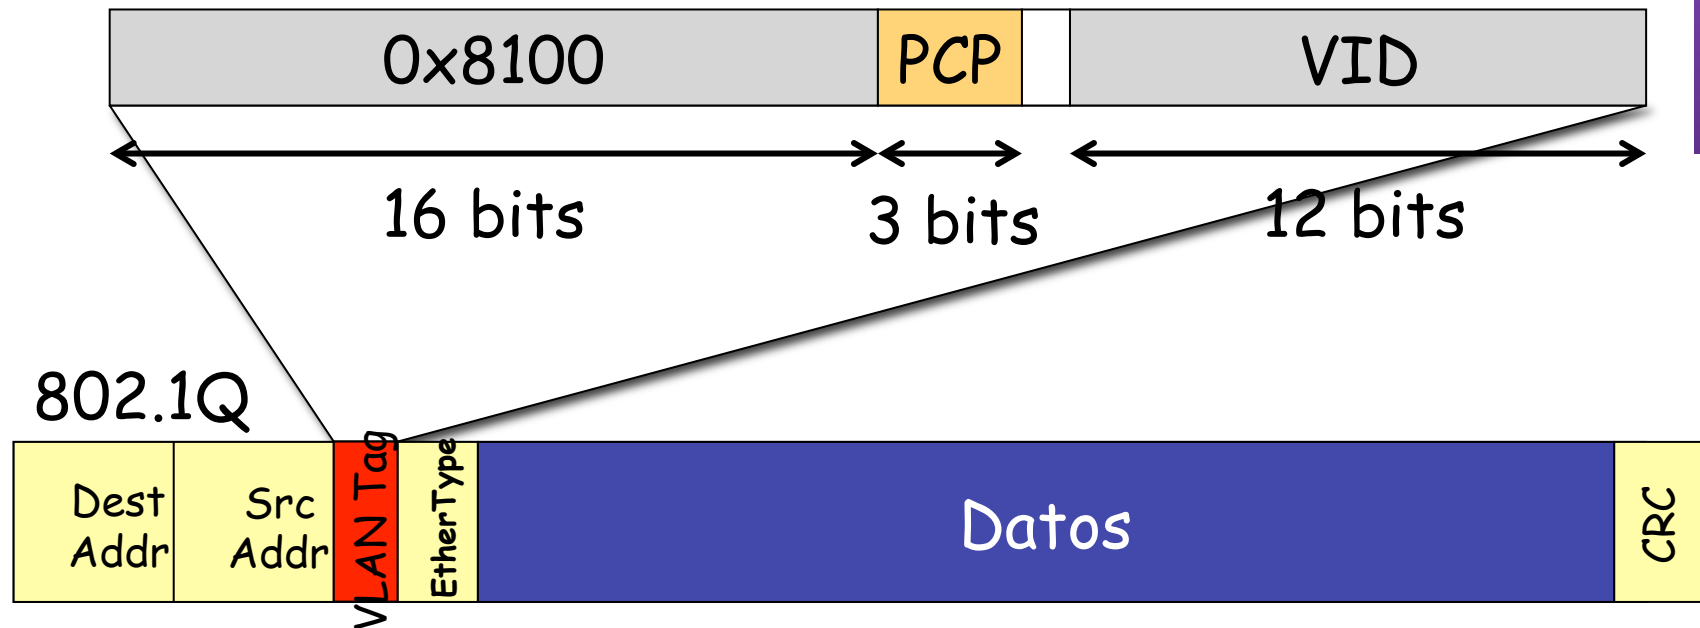 0x8100 PCP VID
16 bits 3 bits 12 bits
802.1Q
Dest
Addr
Src
Addr
VLAN Tag
EtherType
Datos
CRC